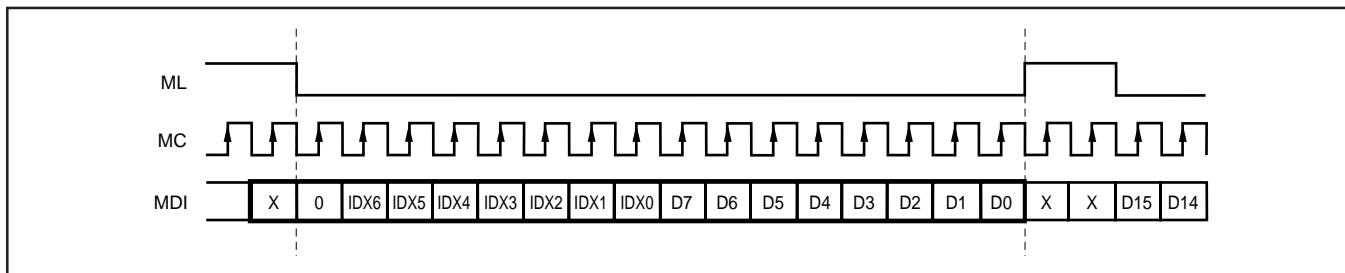 ML
MC
MDI X 0 IDX6 IDX5 IDX4 IDX3 IDX2 IDX1 IDX0 D7 D6 D5 D4 D3 D2 D1 D0 X X D15 D14